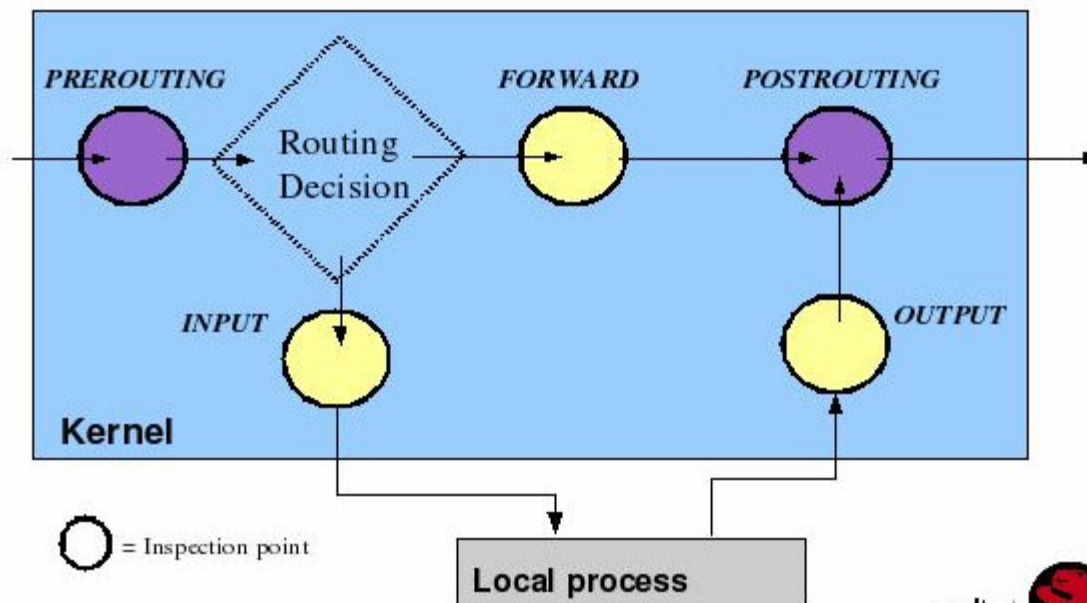 PREROUTING
FORWARD
POSTROUTING
Routing
Decision
INPUT
OUTPUT
Kernel
= Inspection point
Local process